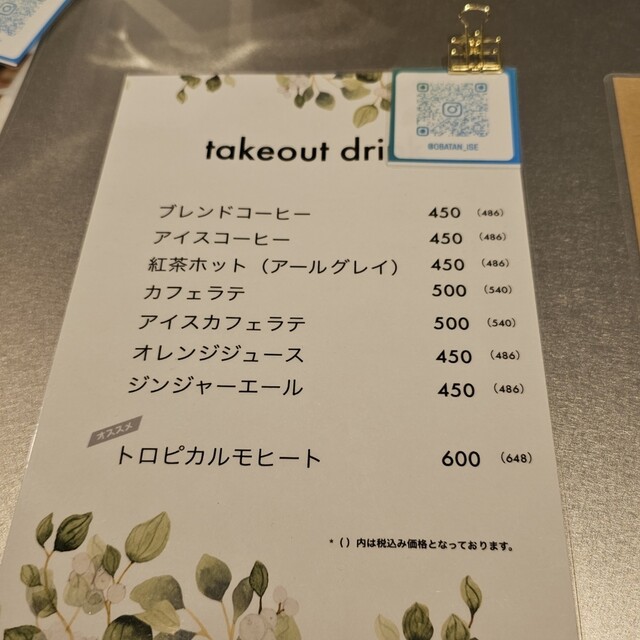 takeout dri
@OBATAN_ISE
ブレンドコーヒー 450 (486)
アイスコーヒー 450 (486)
紅茶ホット（アールグレイ） 450 (486)
カフェラテ 500 (540)
アイスカフェラテ 500 (540)
オレンジジュース 450 (486)
ジンジャーエール 450 (486)
オススメ
トロピカルモヒート 600 (648)
*（）内は税込み価格となっております。